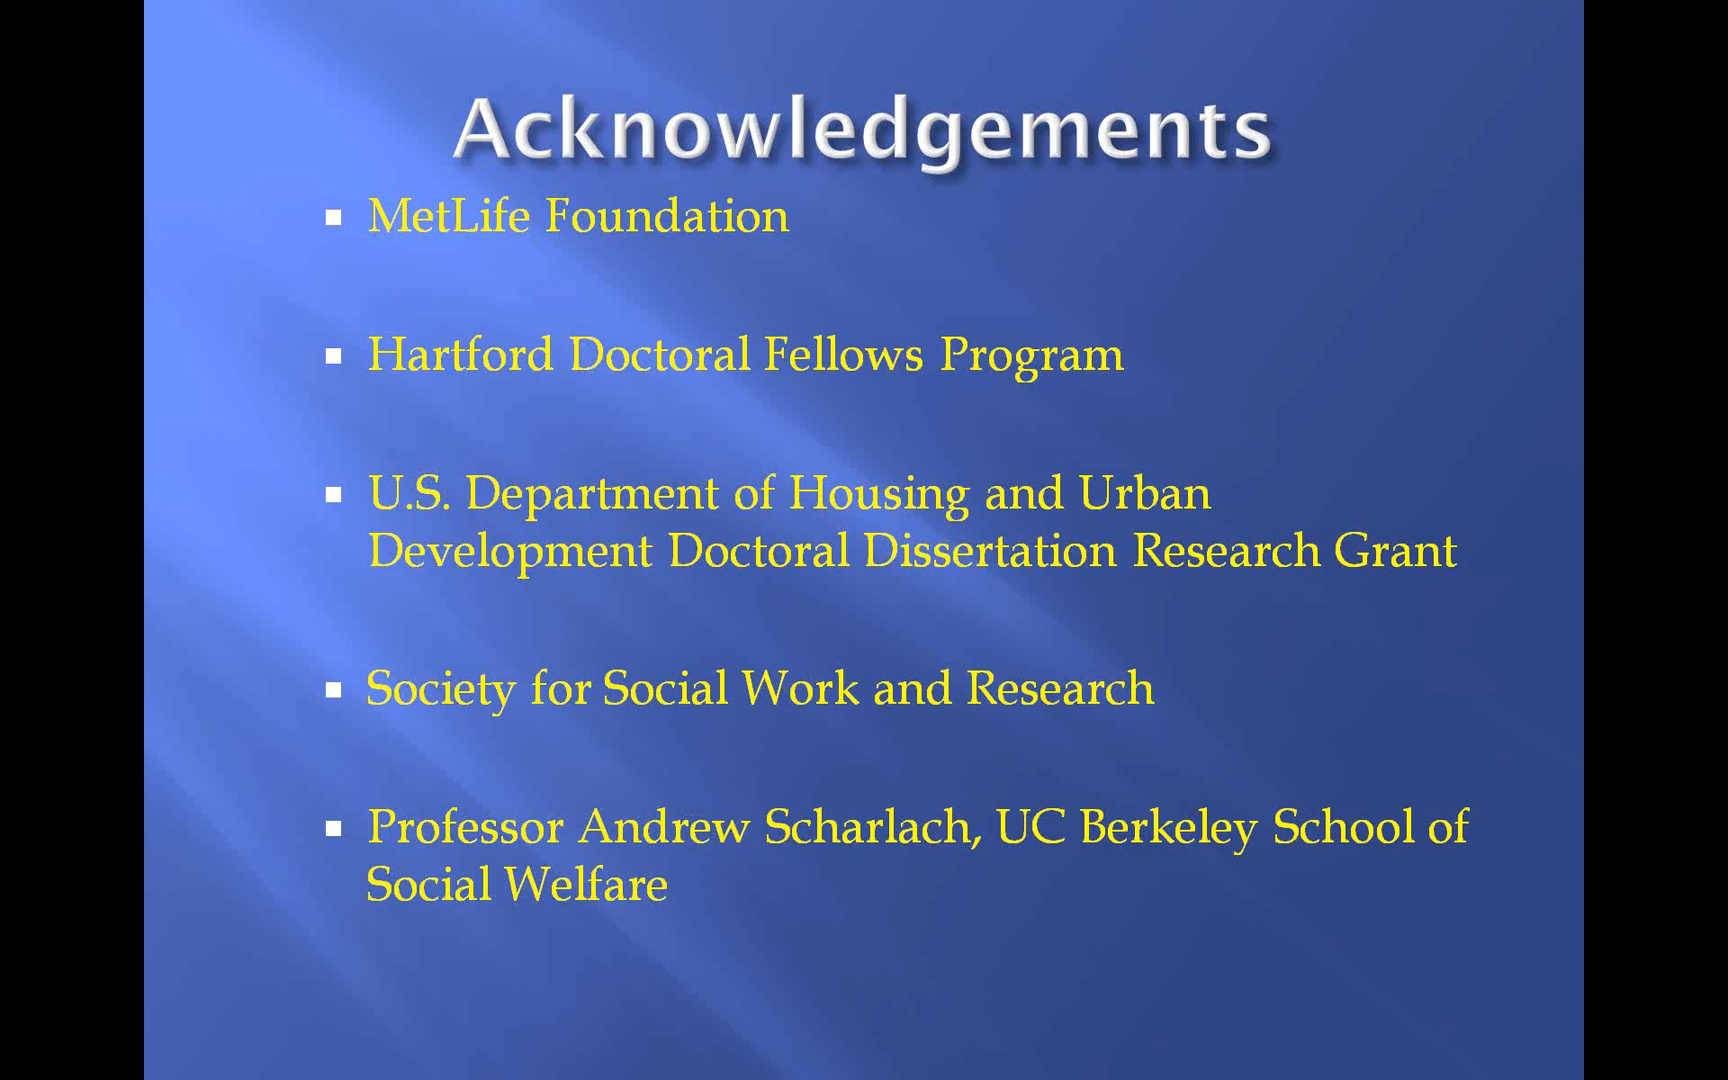 Acknowledgements
▪ MetLife Foundation
▪ Hartford Doctoral Fellows Program
▪ U.S. Department of Housing and Urban
Development Doctoral Dissertation Research Grant
▪ Society for Social Work and Research
▪ Professor Andrew Scharlach, UC Berkeley School of
Social Welfare